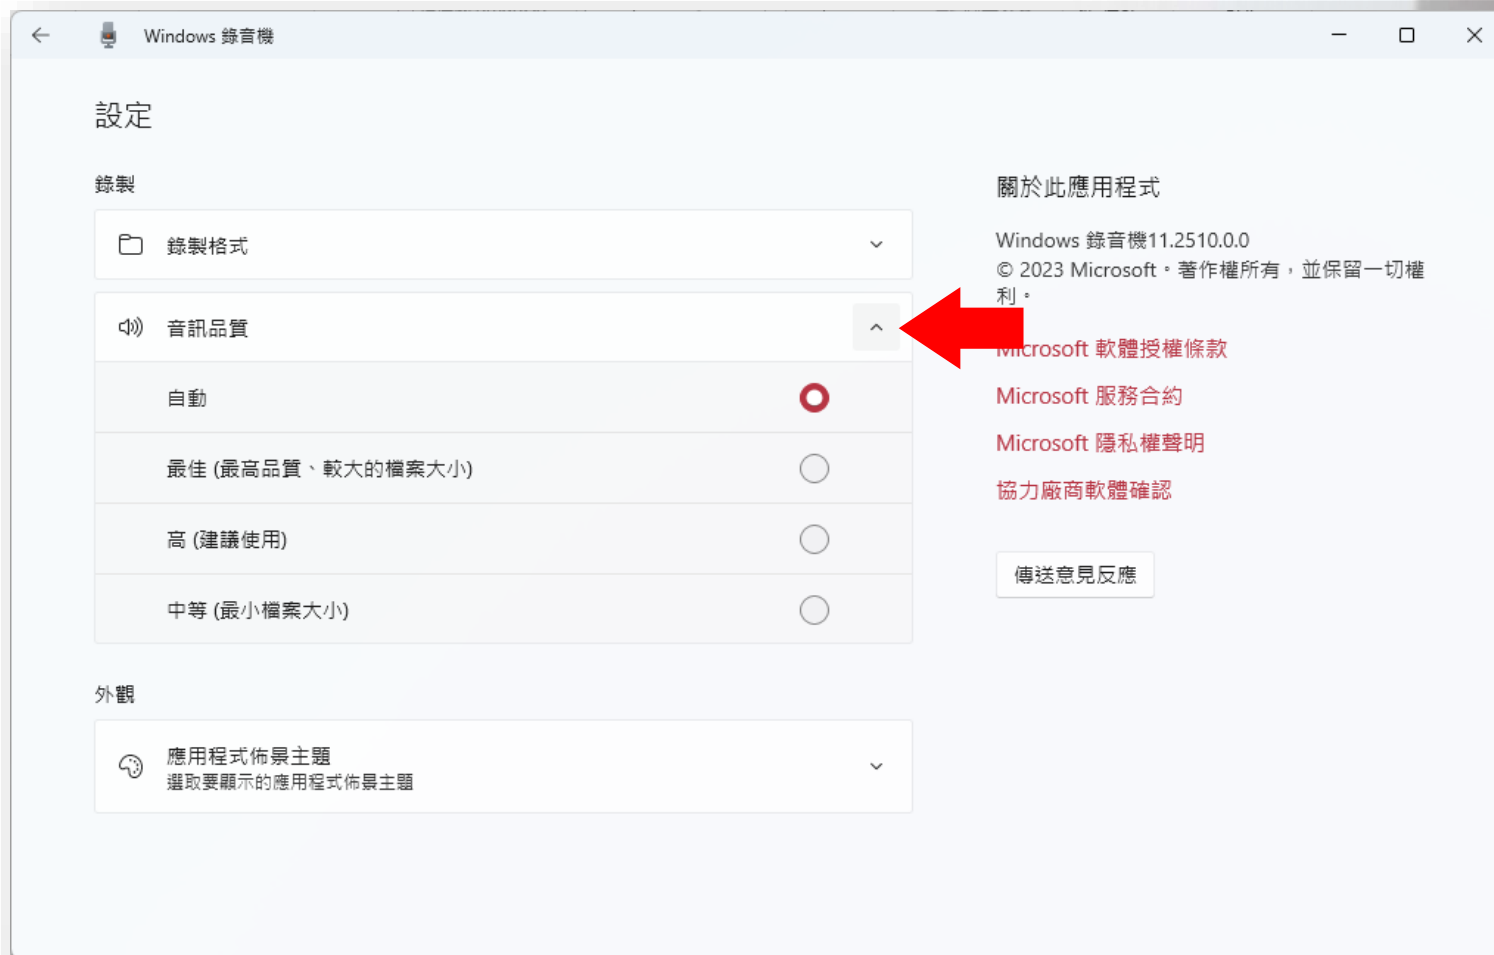 Windows 錄音機
設定
錄製
錄製格式
音訊品質
自動
最佳 (最高品質、較大的檔案大小)
高 (建議使用)
中等 (最小檔案大小)
外觀
應用程式佈景主題
選取要顯示的應用程式佈景主題
關於此應用程式
Windows 錄音機11.2510.0.0
© 2023 Microsoft。著作權所有，並保留一切權
利。
Microsoft 軟體授權條款
Microsoft 服務合約
Microsoft 隱私權聲明
協力廠商軟體確認
傳送意見反應